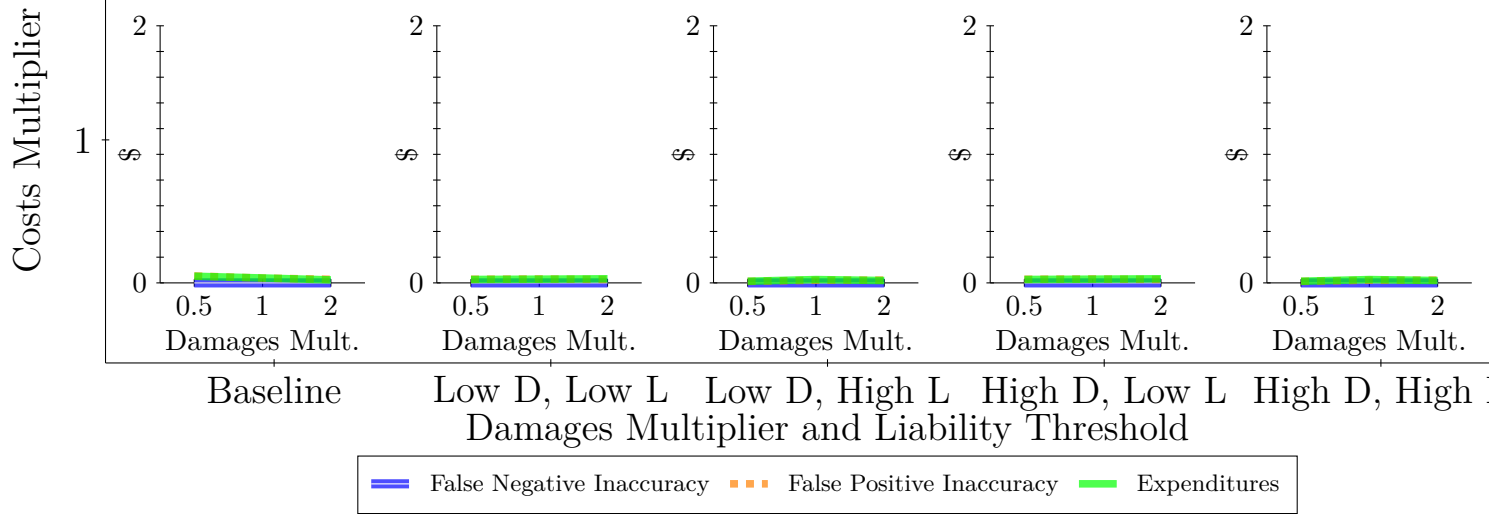 Costs Multiplier
1
2
$
0
0.5 1 2
Damages Mult.
2
$
0
0.5 1 2
Damages Mult.
2
$
0
0.5 1 2
Damages Mult.
2
$
0
0.5 1 2
Damages Mult.
2
$
0
0.5 1 2
Damages Mult.
Baseline
Low D, Low L
Low D, High L
High D, Low L
High D, High
Damages Multiplier and Liability Threshold
False Negative Inaccuracy False Positive Inaccuracy Expenditures